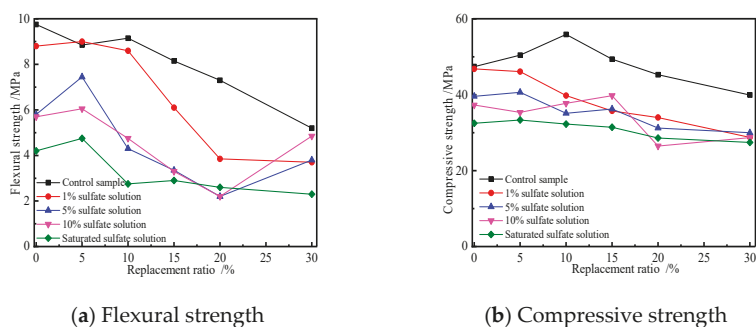 10
8
6
4
2
0
Flexural strength /MPa
Control sample
1% sulfate solution
5% sulfate solution
10% sulfate solution
Saturated sulfate solution
0 5 10 15 20 25 30
Replacement ratio /%
(a) Flexural strength
60
40
20
0
Compressive strength /MPa
Control sample
1% sulfate solution
5% sulfate solution
10% sulfate solution
Saturated sulfate solution
0 5 10 15 20 25 30
Replacement ratio /%
(b) Compressive strength